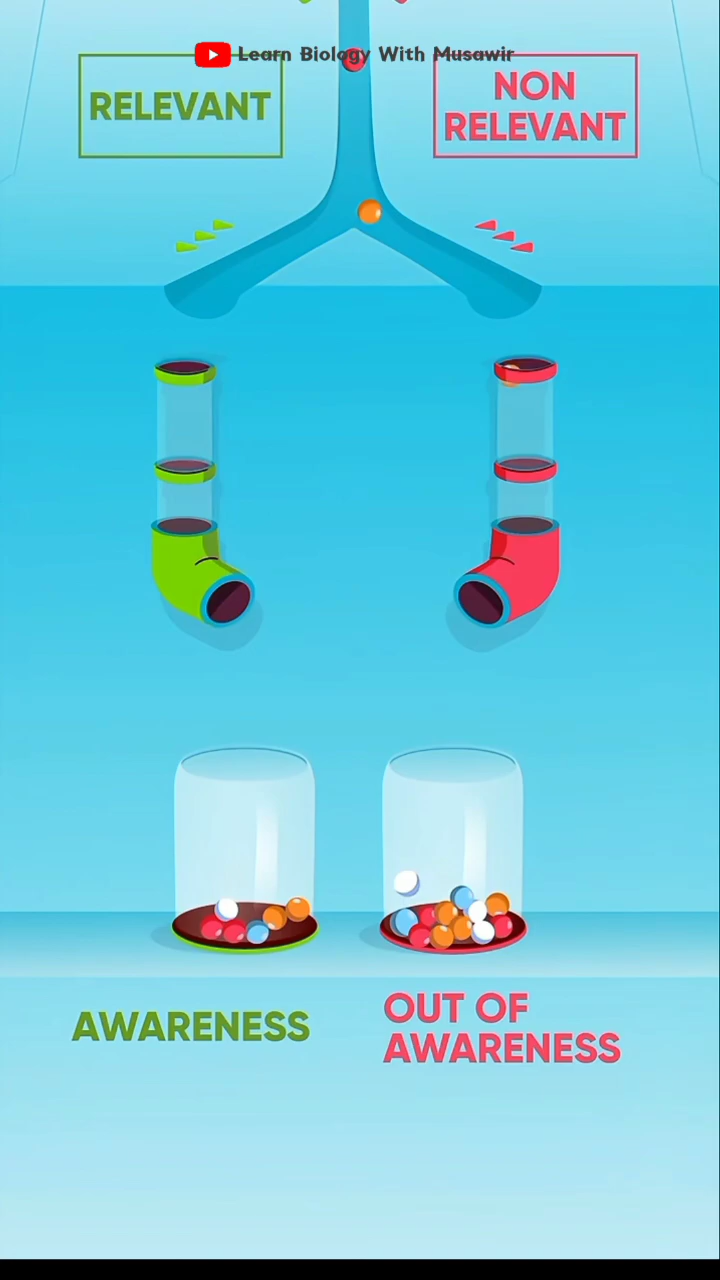 Learn Biology With Musawir
RELEVANT
NON
RELEVANT
AWARENESS
OUT OF
AWARENESS